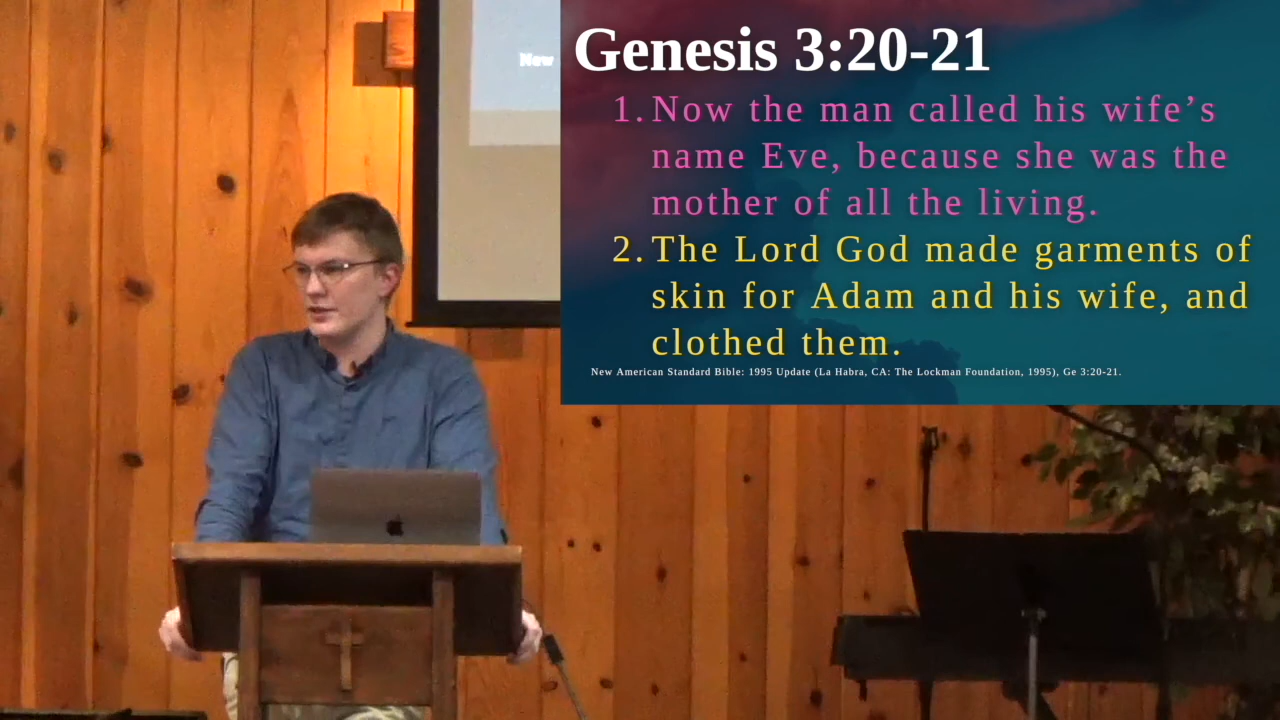 New
Genesis 3:20-21
1. Now the man called his wife’s
name Eve, because she was the
mother of all the living.
2. The Lord God made garments of
skin for Adam and his wife, and
clothed them.
New American Standard Bible: 1995 Update (La Habra, CA: The Lockman Foundation, 1995), Ge 3:20-21.